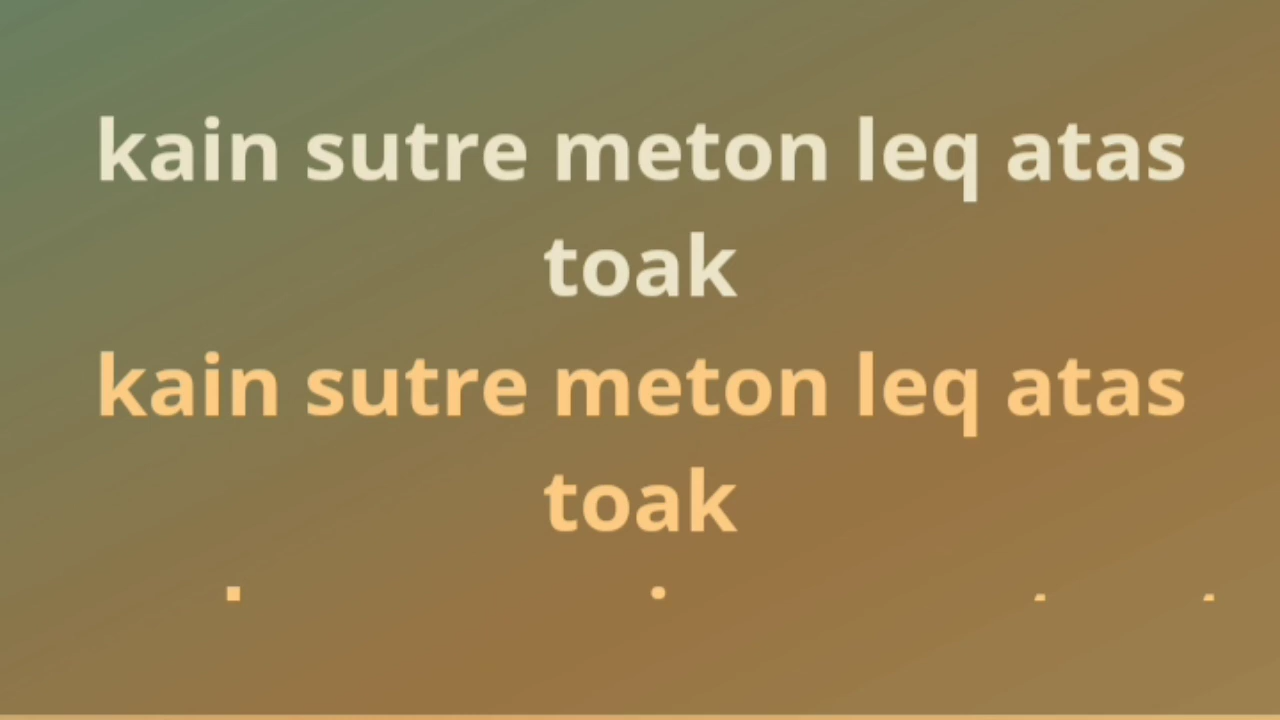 kain sutre meton leq atas
toak
kain sutre meton leq atas
toak